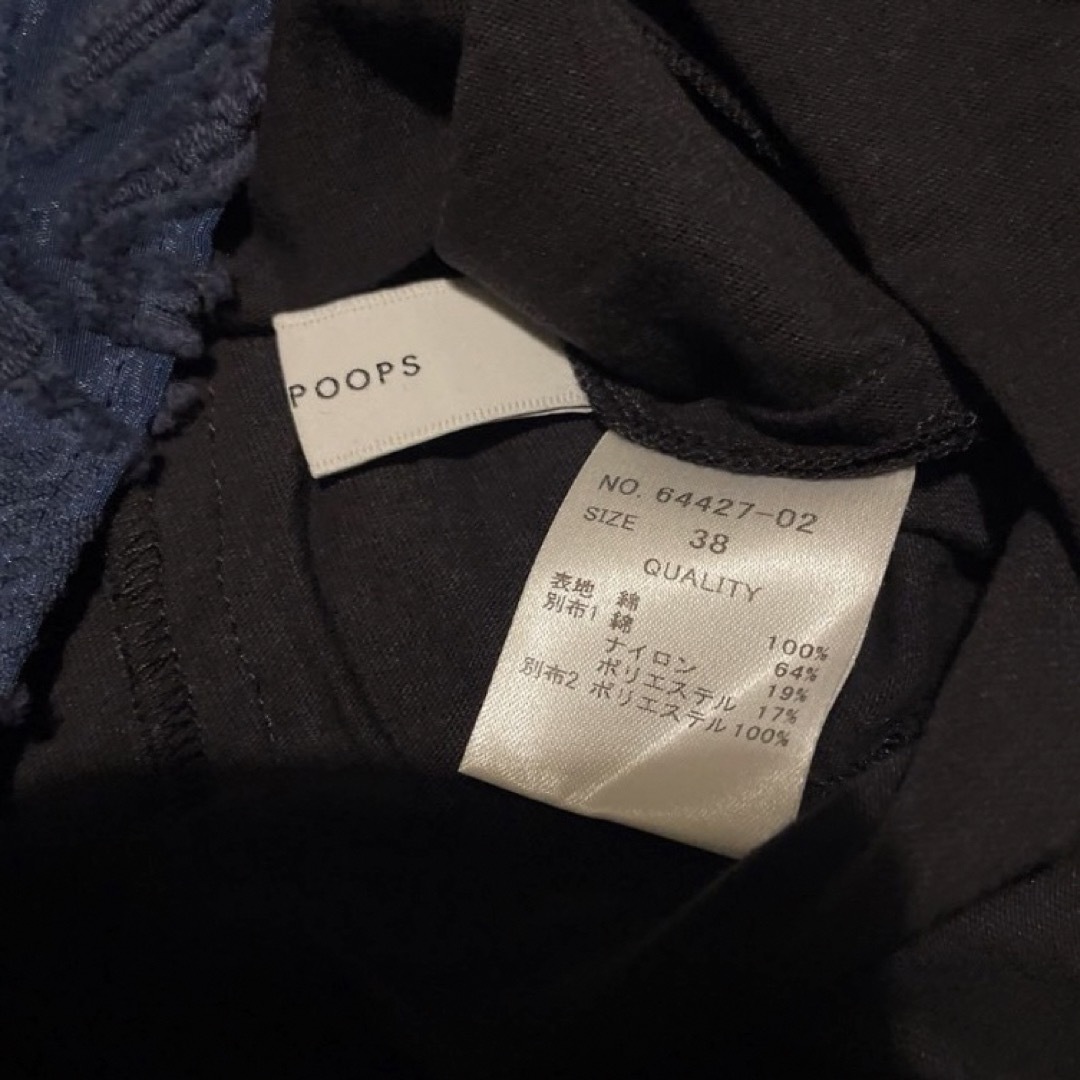 POOPS
NO. 64427-02
SIZE 38
QUALITY
表地 綿 100%
別布1 綿 64%
ナイロン 19%
ポリエステル 17%
別布2 ポリエステル 100%